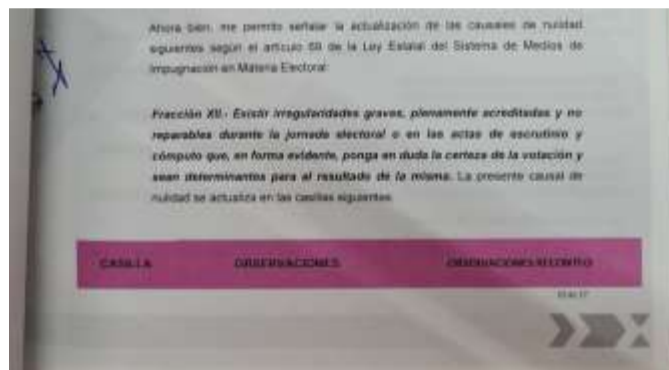 Ahora bien, me permito señalar la actualización de las causales de nulidad
siguientes según el artículo 69 de la Ley Estatal del Sistema de Medios de
Impugnación en Materia Electoral:
Fracción XII.- Existir irregularidades graves, plenamente acreditadas y no
reparables durante la jornada electoral o en las actas de escrutinio y
cómputo que, en forma evidente, ponga en duda la certeza de la votación y
sean determinantes para el resultado de la misma. La presente causal de
nulidad se actualiza en las casillas siguientes:
CASILLA OBSERVACIONES OBSERVACIONES RECONTEO